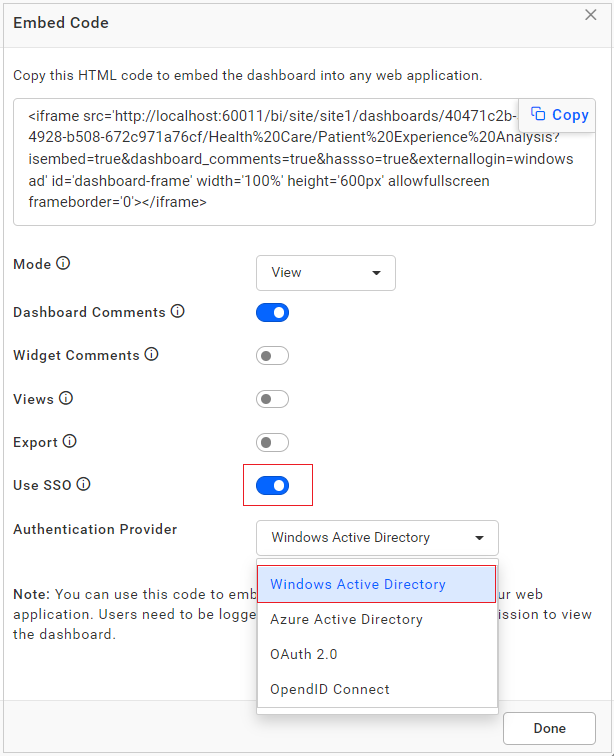 Embed Code
Copy this HTML code to embed the dashboard into any web application.
<iframe src='http://localhost:60011/bi/site/site1/dashboards/40471c2b-
Copy
4928-b508-672c971a76cf/Health%20Care/Patient%20Experience%20Analysis?
isembed=true&dashboard_comments=true&hassso=true&externallogin=windows
ad' id='dashboard-frame' width='100%' height='600px' allowfullscreen
frameborder='0'></iframe>
Mode
View
Dashboard Comments
Widget Comments
Views
Export
Use SSO
Authentication Provider
Windows Active Directory
Windows Active Directory
Azure Active Directory
OAuth 2.0
OpendID Connect
Note: You can use this code to emb ur web
application. Users need to be logge ission to view
the dashboard.
Done